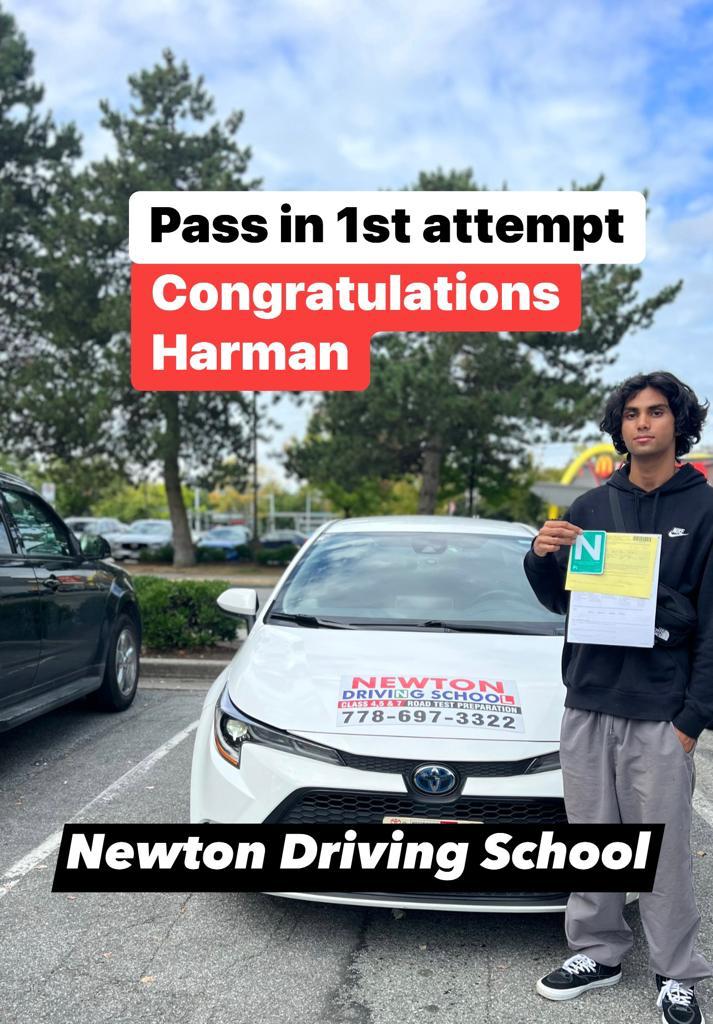 Pass in 1st attempt
Congratulations
Harman
N
NEWTON
DRIVING SCHOOL
CLASS 4,5 & 7 ROAD TEST PREPARATION
778-697-3322
Newton Driving School